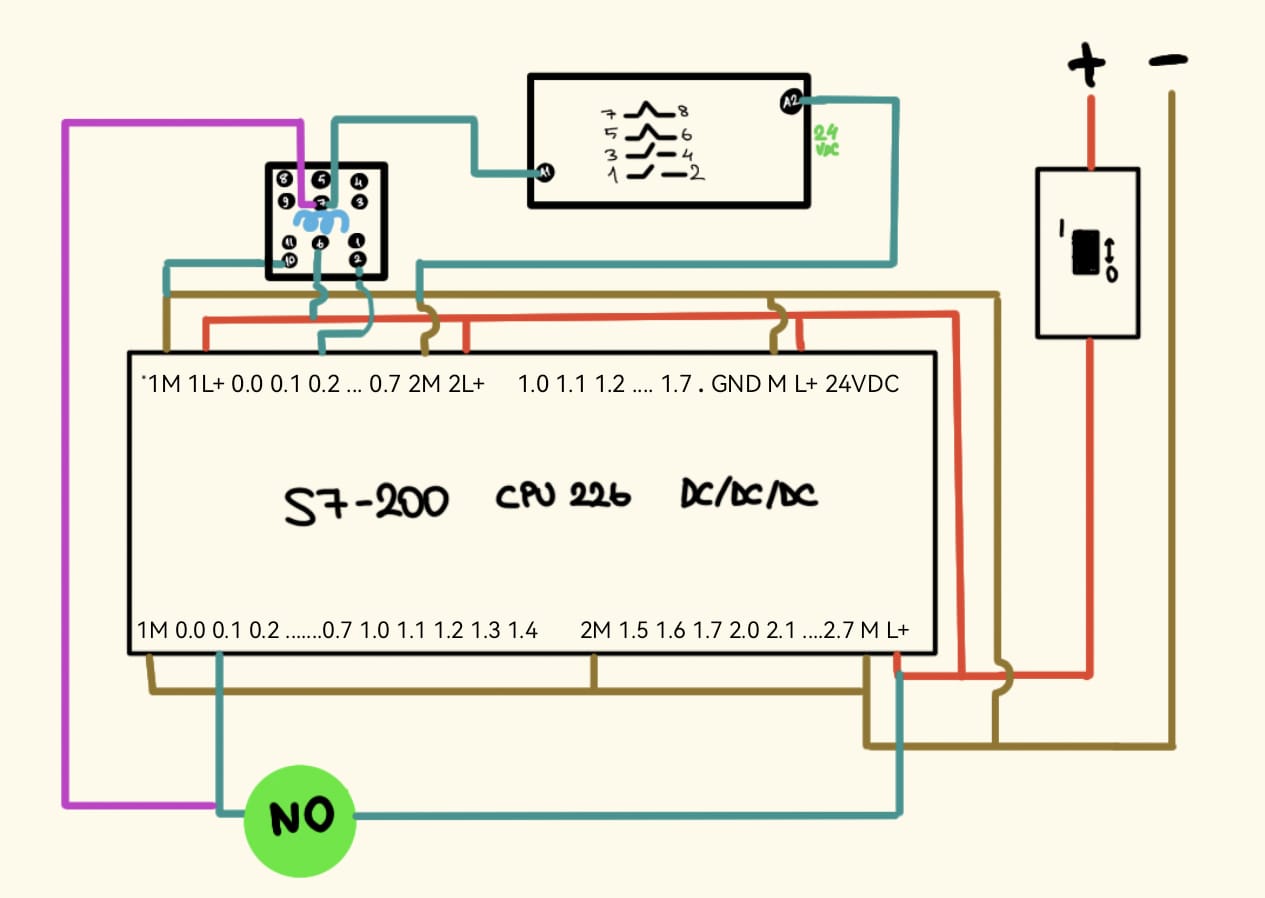 + −
A2
7 8
5 6
3 4
1 2
A1
24
VDC
8 5 4
9 7 3
11 6 1
10 2
1
0
*1M 1L+ 0.0 0.1 0.2 ... 0.7 2M 2L+ 1.0 1.1 1.2 .... 1.7 . GND M L+ 24VDC
S7-200 CPU 226 DC/DC/DC
1M 0.0 0.1 0.2 .......0.7 1.0 1.1 1.2 1.3 1.4 2M 1.5 1.6 1.7 2.0 2.1 ....2.7 M L+
NO